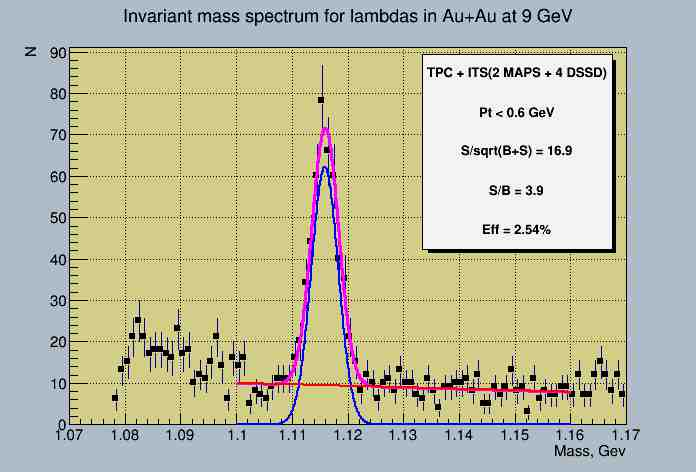 Invariant mass spectrum for lambdas in Au+Au at 9 GeV
N
90
80
70
60
50
40
30
20
10
0
TPC + ITS(2 MAPS + 4 DSSD)
Pt < 0.6 GeV
S/sqrt(B+S) = 16.9
S/B = 3.9
Eff = 2.54%
1.07 1.08 1.09 1.1 1.11 1.12 1.13 1.14 1.15 1.16 1.17
Mass, Gev